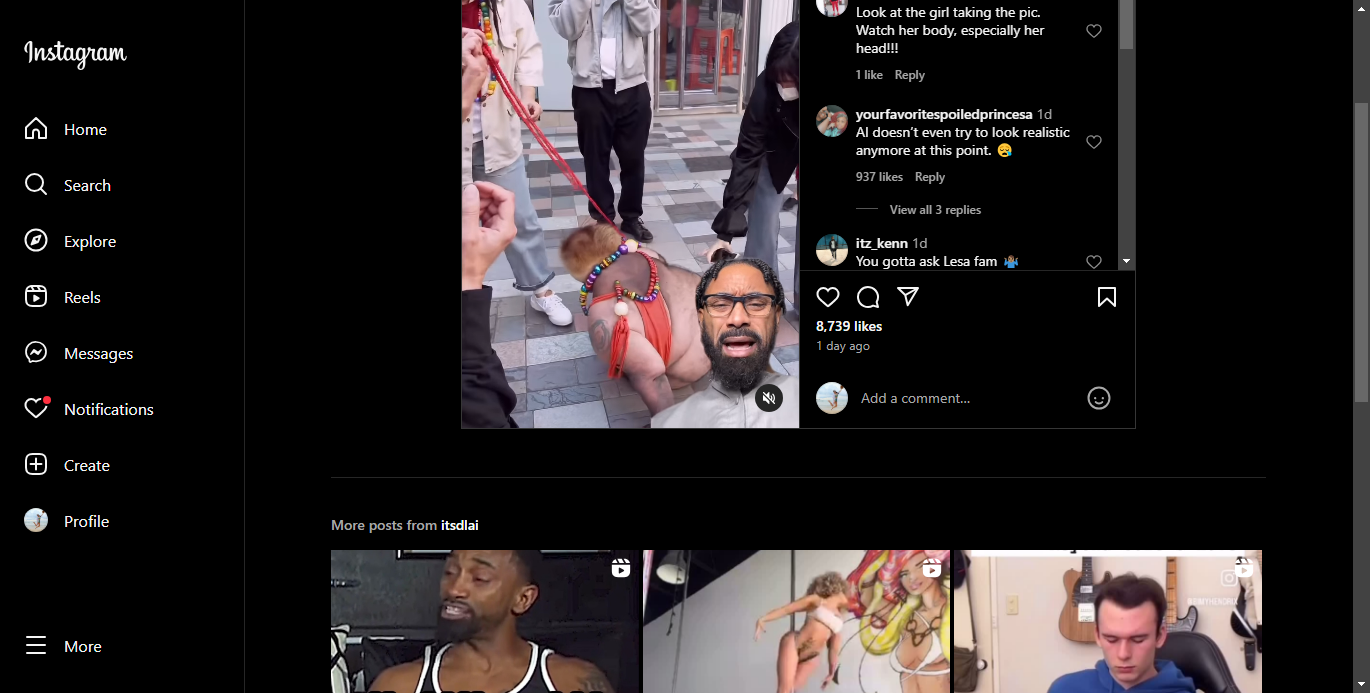 Instagram
Home
Search
Explore
Reels
Messages
Notifications
Create
Profile
More
Look at the girl taking the pic.
Watch her body, especially her
head!!!
1 like Reply
yourfavoritespoiledprincesa 1d
AI doesn't even try to look realistic
anymore at this point. 😪
937 likes Reply
View all 3 replies
itz_kenn 1d
You gotta ask Lesa fam 🤷🏾‍♂️
8,739 likes
1 day ago
Add a comment...
More posts from itsdlai